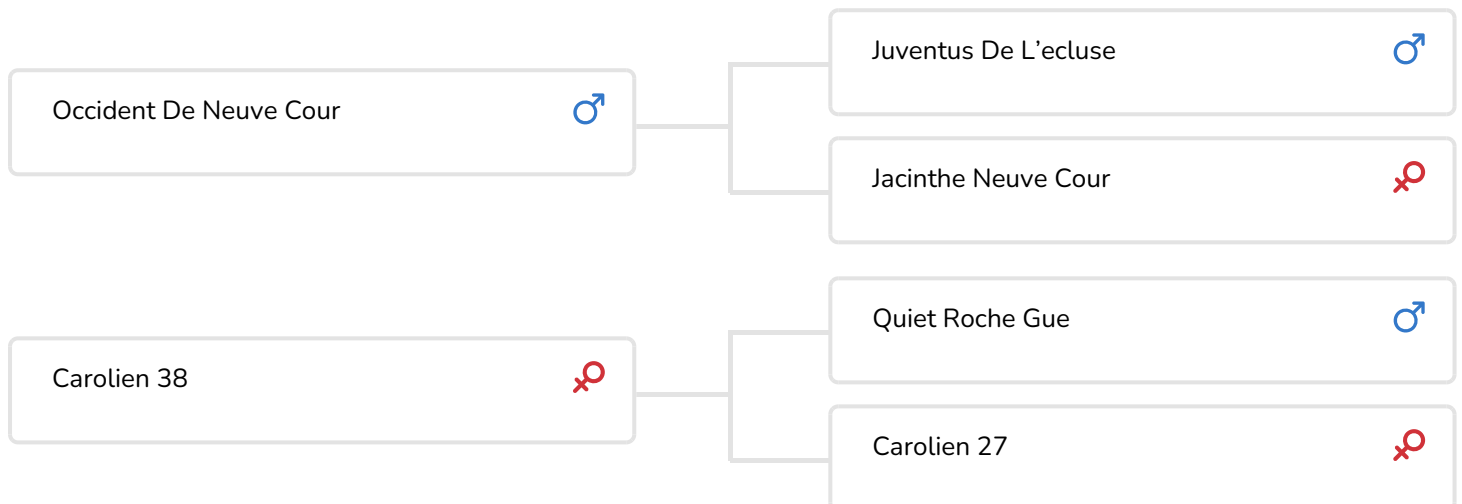 Juventus De L’ecluse
Occident De Neuve Cour
Jacinthe Neuve Cour
Quiet Roche Gue
Carolien 38
Carolien 27